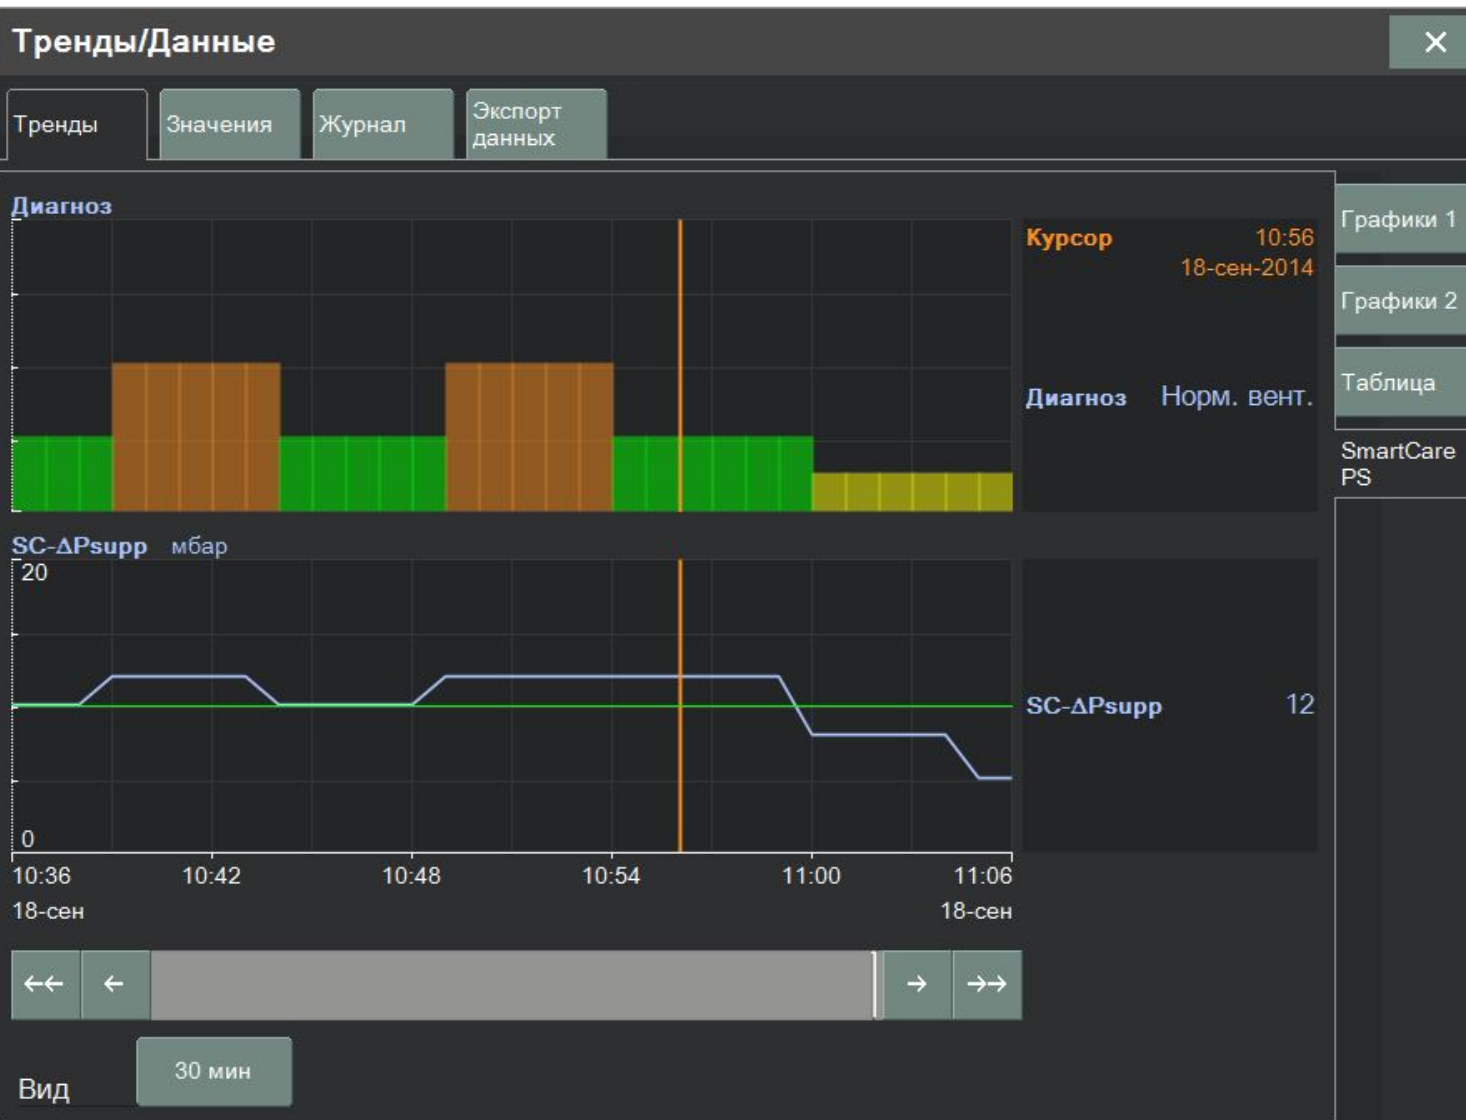 Тренды/Данные
Тренды
Значения
Журнал
Экспорт
данных
Диагноз
Курсор 10:56
18-сен-2014
Диагноз Норм. вент.
Графики 1
Графики 2
Таблица
SmartCare
PS
SC-ΔPsupp мбар
20
0
SC-ΔPsupp 12
10:36 10:42 10:48 10:54 11:00 11:06
18-сен 18-сен
Вид 30 мин